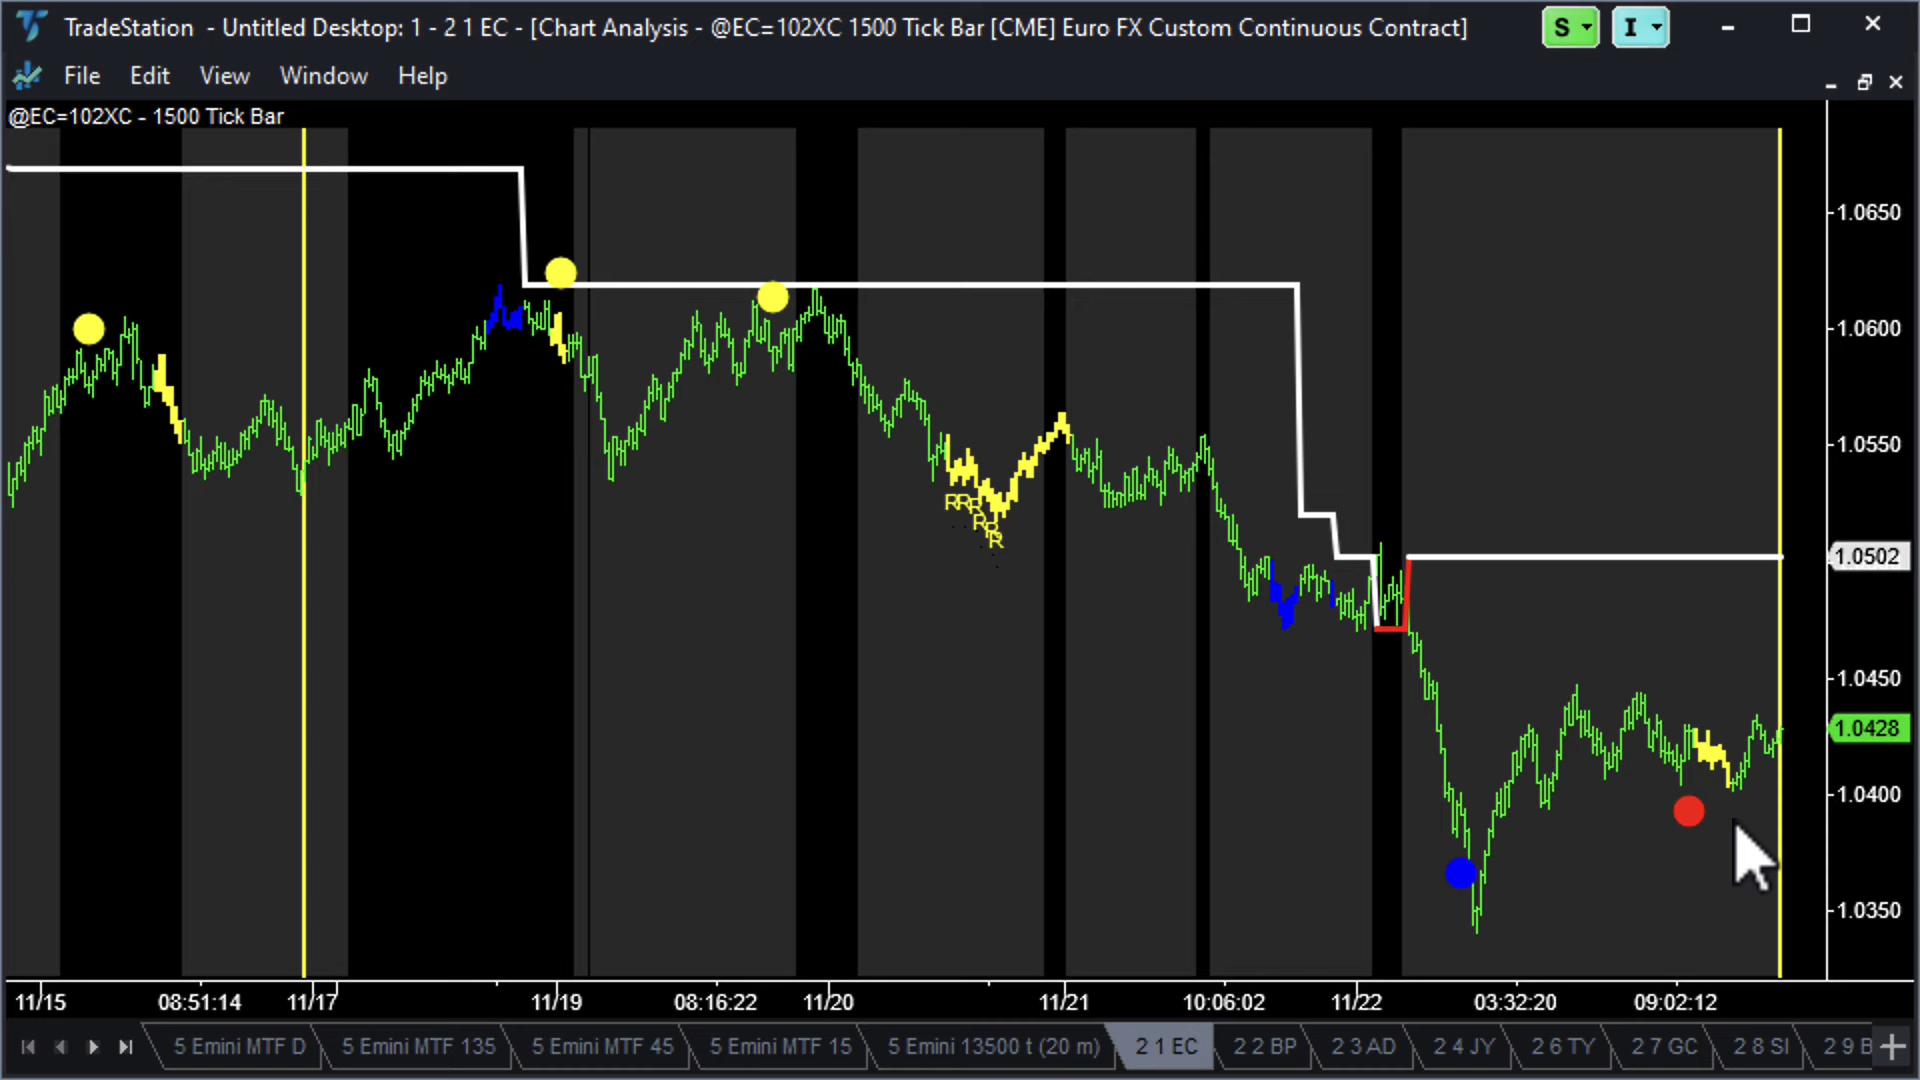 TradeStation - Untitled Desktop: 1 - 2 1 EC - [Chart Analysis - @EC=102XC 1500 Tick Bar [CME] Euro FX Custom Continuous Contract]
S I
File Edit View Window Help
@EC=102XC - 1500 Tick Bar
1.0650
1.0600
1.0550
R R R
R R
R
1.0502
1.0450
1.0428
1.0400
1.0350
11/15 08:51:14 11/17 11/19 08:16:22 11/20 11/21 10:06:02 11/22 03:32:20 09:02:12
5 Emini MTF D 5 Emini MTF 135 5 Emini MTF 45 5 Emini MTF 15 5 Emini 13500 t (20 m) 2 1 EC 2 2 BP 2 3 AD 2 4 JY 2 6 TY 2 7 GC 2 8 SI 2 9 B